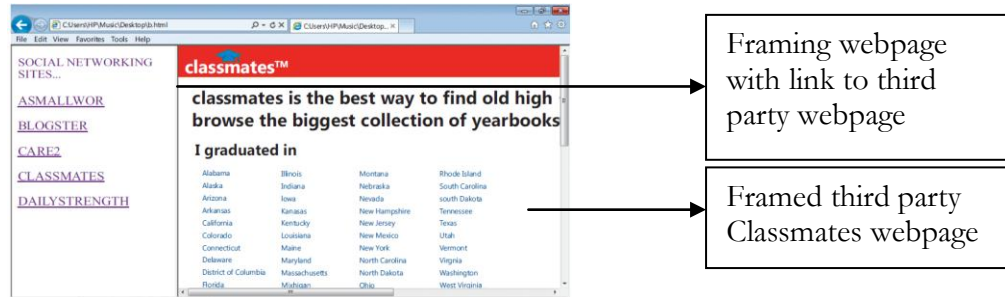 C:\Users\HP\Music\Desktop\b.html
C:\Users\HP\Music\Desktop...
File Edit View Favorites Tools Help
SOCIAL NETWORKING
SITES...
ASMALLWOR
BLOGSTER
CARE2
CLASSMATES
DAILYSTRENGTH
classmates™
classmates is the best way to find old high
browse the biggest collection of yearbooks
I graduated in
Alabama Illinois Montana Rhode Island
Alaska Indiana Nebraska South Carolina
Arizona Iowa Nevada south Dakota
Arkansas Kanasas New Hampshire Tennessee
California Kentucky New Jersey Texas
Colorado Louisiana New Mexico Utah
Connecticut Maine New York Vermont
Delaware Maryland North Carolina Virgnia
District of Columbia Massachusetts North Dakota Washington
Florida Mixhigan Ohio West Virginia
Framing webpage
with link to third
party webpage
Framed third party
Classmates webpage